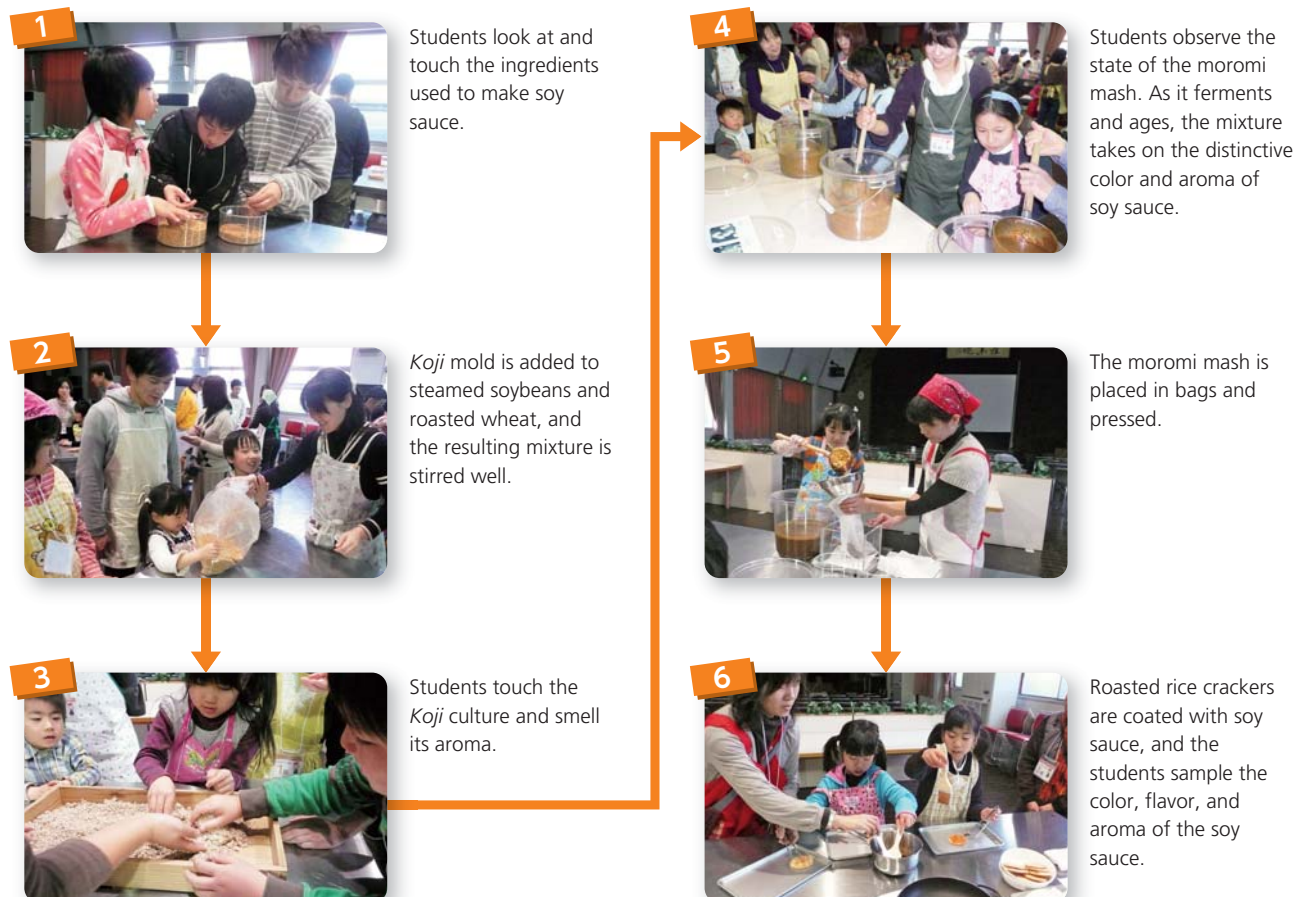 1
Students look at and
touch the ingredients
used to make soy
sauce.
2
Koji mold is added to
steamed soybeans and
roasted wheat, and
the resulting mixture is
stirred well.
3
Students touch the
Koji culture and smell
its aroma.
4
Students observe the
state of the moromi
mash. As it ferments
and ages, the mixture
takes on the distinctive
color and aroma of
soy sauce.
5
The moromi mash is
placed in bags and
pressed.
6
Roasted rice crackers
are coated with soy
sauce, and the
students sample the
color, flavor, and
aroma of the soy
sauce.